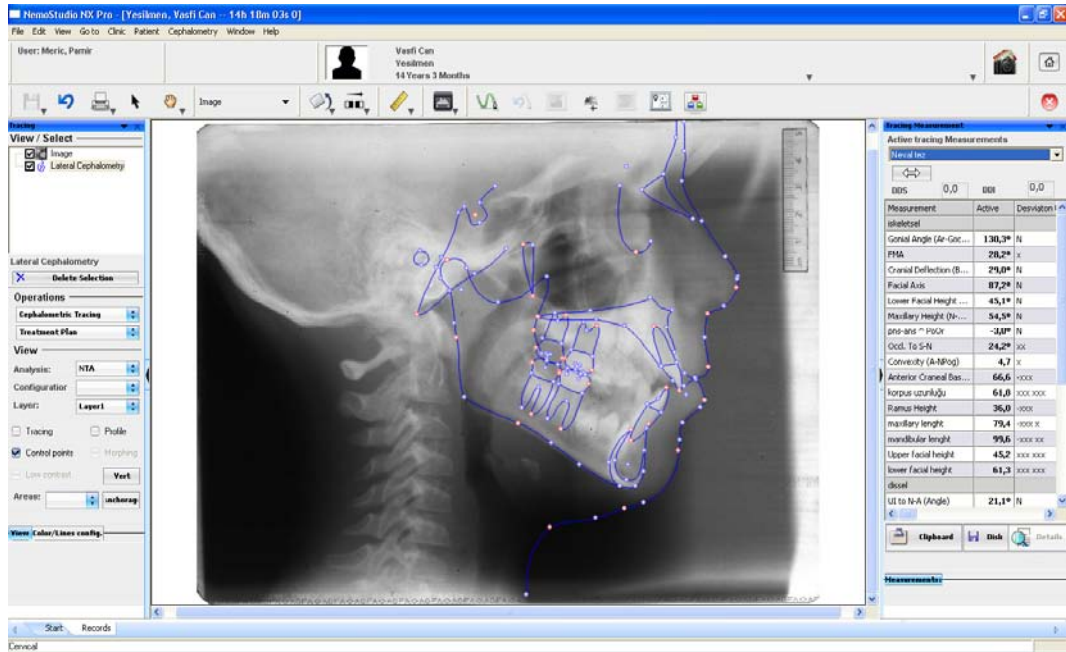 NemoStudio NX Pro - [Yesilmen, Vasfi Can -- 14h 18m 03s 0]
File Edit View Go to Clinic Patient Cephalometry Window Help
User: Meric, Pamir
Vasfi Can
Yesilmen
14 Years 3 Months
Image
Tracing
View / Select
Image
Lateral Cephalometry
Lateral Cephalometry
Delete Selection
Operations
Cephalometric Tracing
Treatment Plan
View
Analysis: NTA
Configuration
Layer: Layer1
Tracing Profile
Control points Morphing
Low contrast Vert
Areas: nchorag
View Color/Lines config.
Tracing Measurement
Active tracing Measurements
Neval tez
DDS 0,0 DDI 0,0
Measurement Active Desviaton
iskeletsel
Gonial Angle (Ar-Goc... 130,3° N
FMA 28,2° x
Cranial Deflection (B... 29,0° N
Facial Axis 87,2° N
Lower Facial Height ... 45,1° N
Maxillary Height (N-... 54,5° N
pns-ans ^ PoOr -3,0° N
Occl. To S-N 24,2° xx
Convexity (A-NPog) 4,7 x
Anterior Craneal Bas... 66,6 -xxx
korpus uzunluğu 61,0 xxx xxx
Ramus Height 36,0 -xxx
maxillary lenght 79,4 -xxx x
mandibular lenght 99,6 -xxx xx
Upper facial height 45,2 xxx xxx
lower facial height 61,3 xxx xxx
dissel
UI to N-A (Angle) 21,1° N
Clipboard Disk Details
Measurements:
Start Records
Cervical